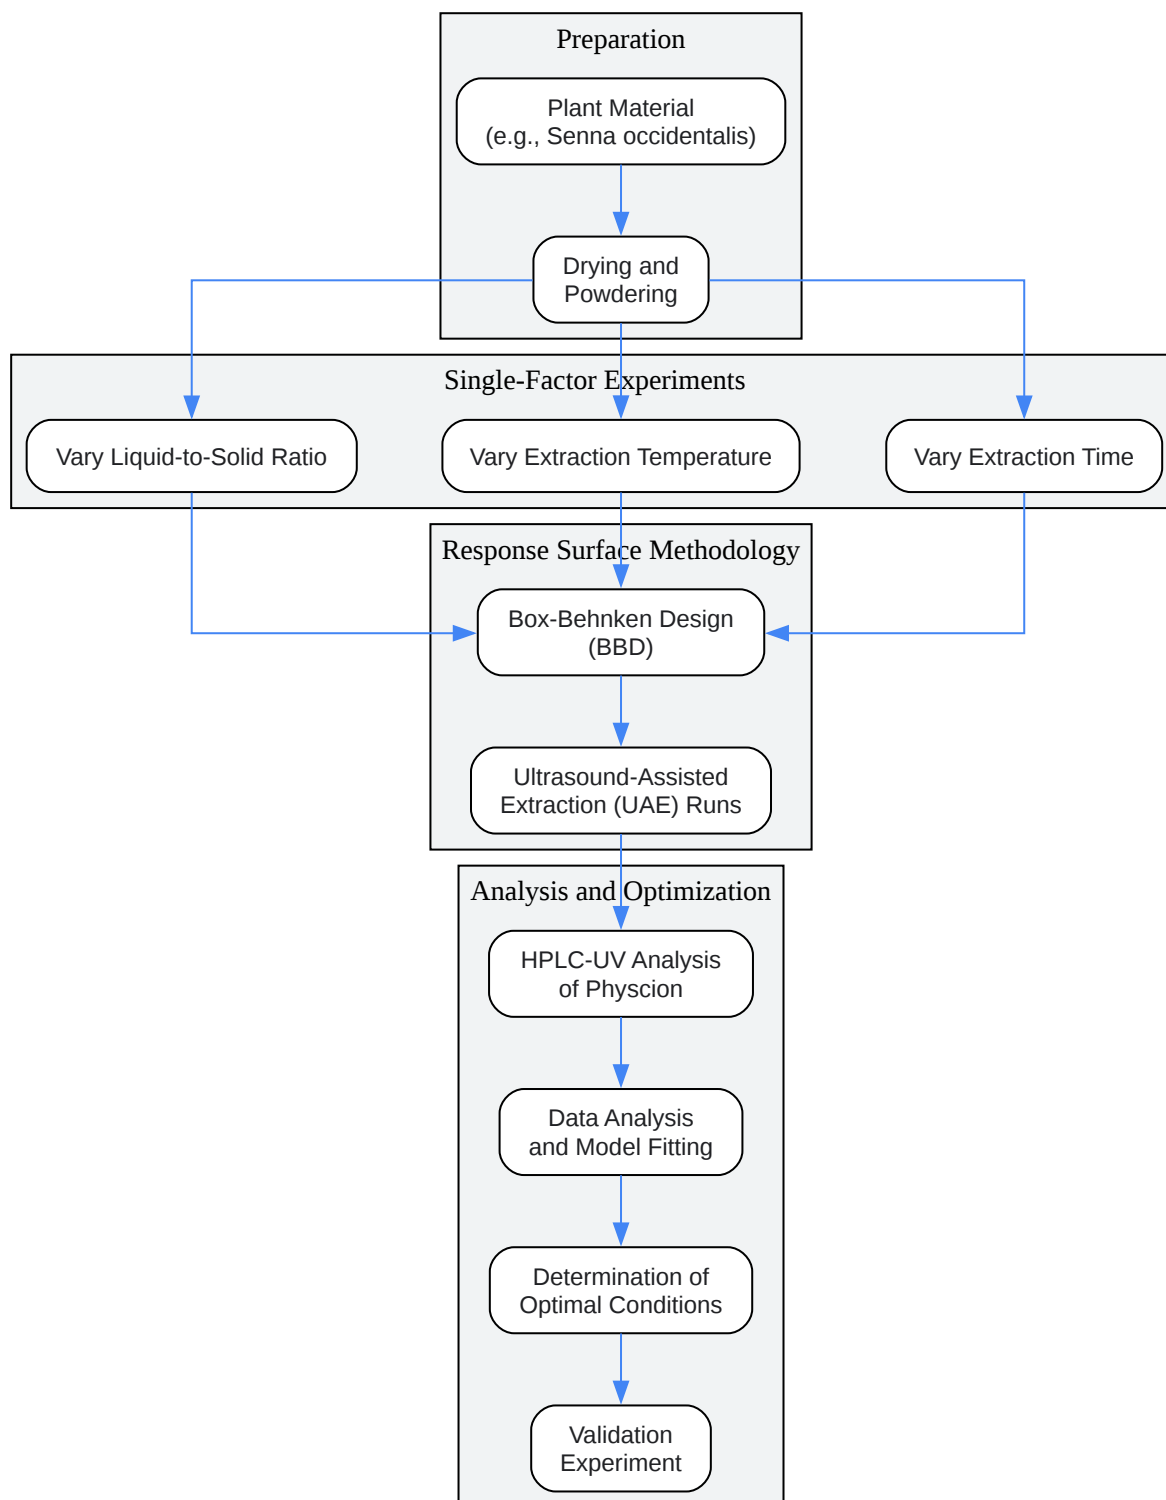 Preparation
Plant Material
(e.g., Senna occidentalis)
Drying and
Powdering
Single-Factor Experiments
Vary Liquid-to-Solid Ratio
Vary Extraction Temperature
Vary Extraction Time
Response Surface Methodology
Box-Behnken Design
(BBD)
Ultrasound-Assisted
Extraction (UAE) Runs
Analysis and Optimization
HPLC-UV Analysis
of Physcion
Data Analysis
and Model Fitting
Determination of
Optimal Conditions
Validation
Experiment